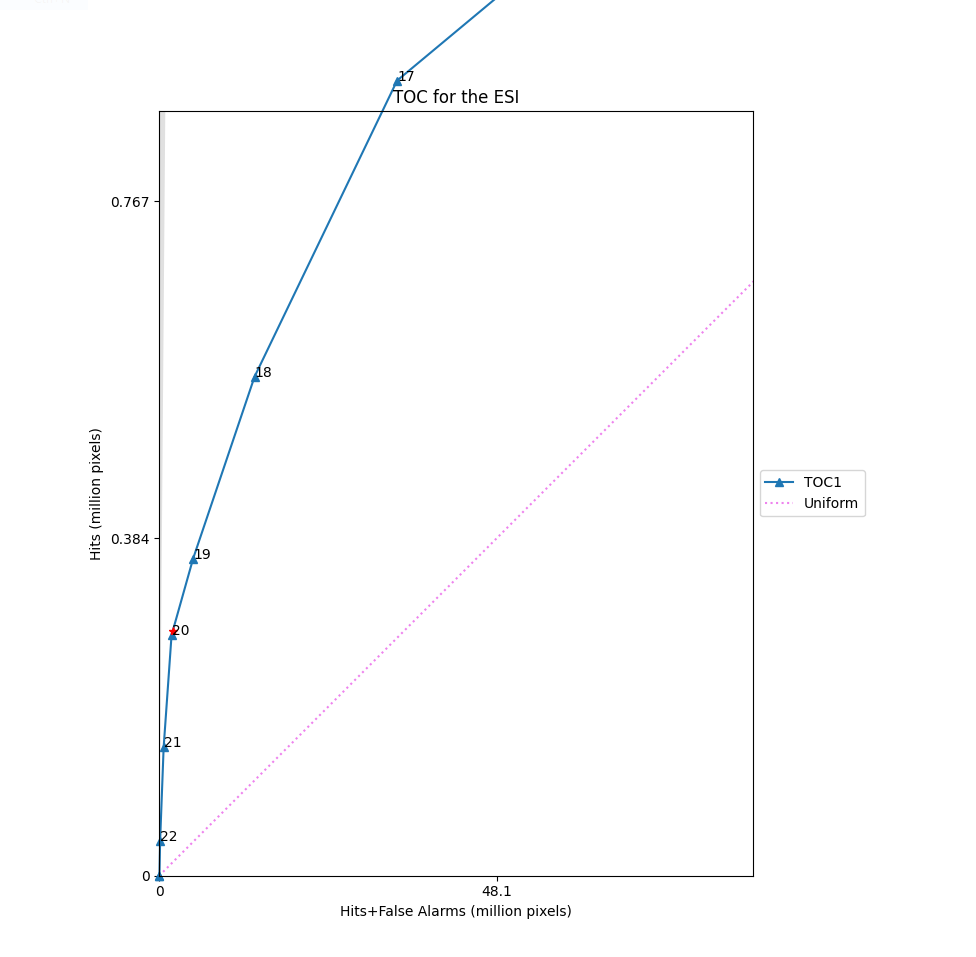 17
TOC for the ESI
0.767
18
Hits (million pixels)
TOC1
Uniform
0.384
19
20
21
22
0
0
48.1
Hits+False Alarms (million pixels)